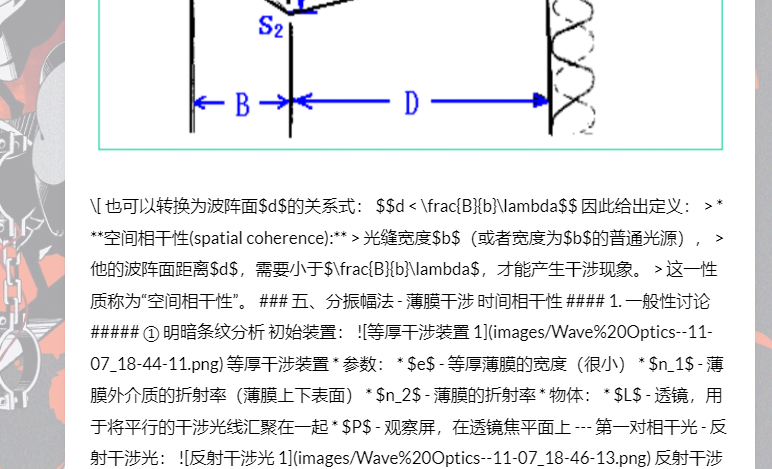 S2
B
D
\[ 也可以转换为波阵面$d$的关系式： $$d < \frac{B}{b}\lambda$$ 因此给出定义： > *
**空间相干性(spatial coherence):** > 光缝宽度$b$（或者宽度为$b$的普通光源）， >
他的波阵面距离$d$，需要小于$\frac{B}{b}\lambda$，才能产生干涉现象。 > 这一性
质称为“空间相干性”。 ### 五、分振幅法 - 薄膜干涉 时间相干性 #### 1. 一般性讨论
##### ① 明暗条纹分析 初始装置： ![等厚干涉装置 1](images/Wave%20Optics--11-
07_18-44-11.png) 等厚干涉装置 * 参数： * $e$ - 等厚薄膜的宽度（很小） * $n_1$ - 薄
膜外介质的折射率（薄膜上下表面） * $n_2$ - 薄膜的折射率 * 物体： * $L$ - 透镜，用
于将平行的干涉光线汇聚在一起 * $P$ - 观察屏，在透镜焦平面上 --- 第一对相干光 - 反
射干涉光： ![反射干涉光 1](images/Wave%20Optics--11-07_18-46-13.png) 反射干涉